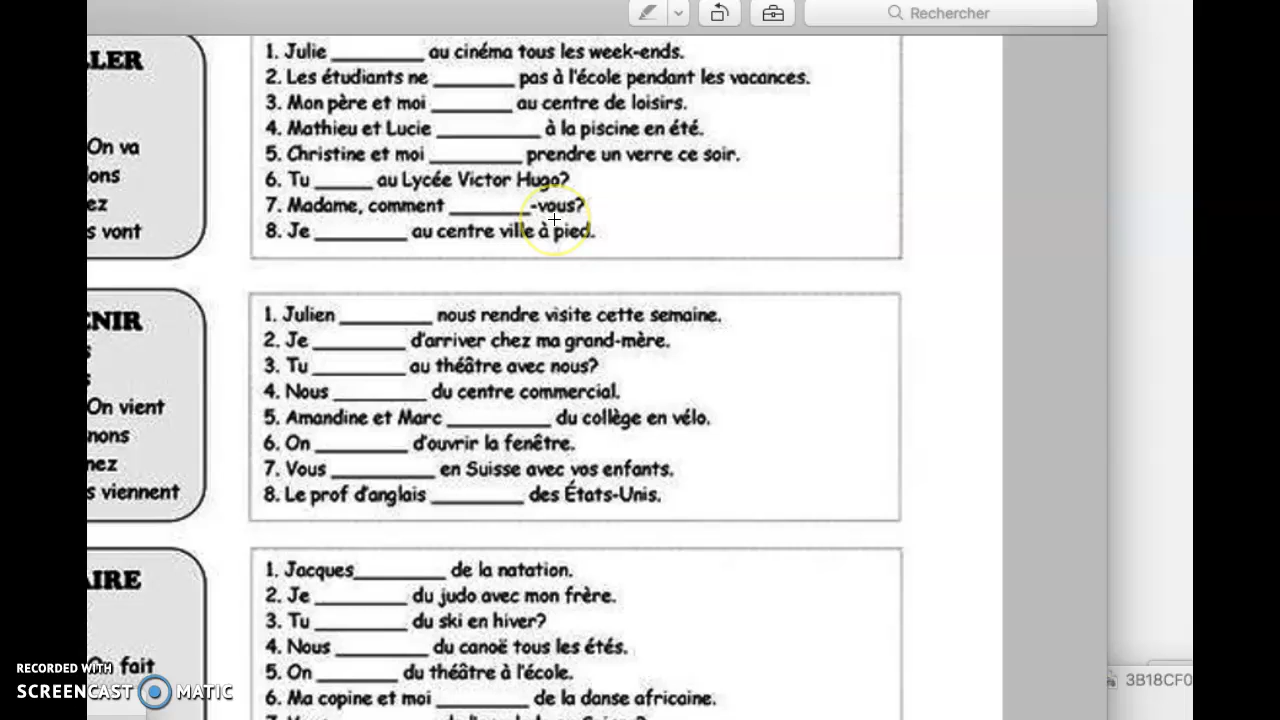 Rechercher
LLER
On va
ons
ez
s vont
1. Julie _________ au cinéma tous les week-ends.
2. Les étudiants ne ________ pas à l'école pendant les vacances.
3. Mon père et moi ________ au centre de loisirs.
4. Mathieu et Lucie __________ à la piscine en été.
5. Christine et moi _________ prendre un verre ce soir.
6. Tu ______ au Lycée Victor Hugo?
7. Madame, comment ________-vous?
8. Je _________ au centre ville à pied.
ENIR
s
s
On vient
nons
nez
s viennent
1. Julien _________ nous rendre visite cette semaine.
2. Je _________ d'arriver chez ma grand-mère.
3. Tu _________ au théâtre avec nous?
4. Nous _________ du centre commercial.
5. Amandine et Marc __________ du collège en vélo.
6. On _________ d'ouvrir la fenêtre.
7. Vous __________ en Suisse avec vos enfants.
8. Le prof d'anglais _________ des États-Unis.
AIRE
On fait
1. Jacques_________ de la natation.
2. Je _________ du judo avec mon frère.
3. Tu _________ du ski en hiver?
4. Nous _________ du canoë tous les étés.
5. On ________ du théâtre à l'école.
6. Ma copine et moi _________ de la danse africaine.
3B18CF0
RECORDED WITH
SCREENCAST MATIC